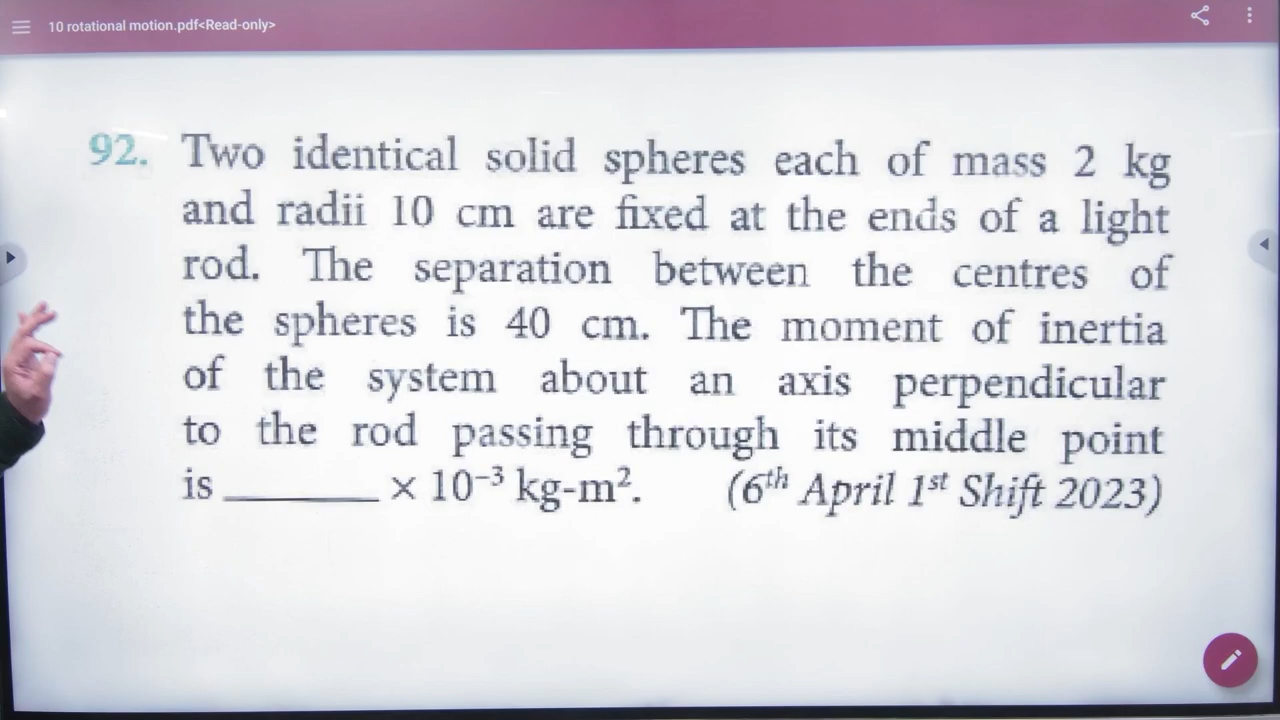 10 rotational motion.pdf<Read-only>
92. Two identical solid spheres each of mass 2 kg
and radii 10 cm are fixed at the ends of a light
rod. The separation between the centres of
the spheres is 40 cm. The moment of inertia
of the system about an axis perpendicular
to the rod passing through its middle point
is ________ × 10⁻³ kg-m². (6ᵗʰ April 1ˢᵗ Shift 2023)